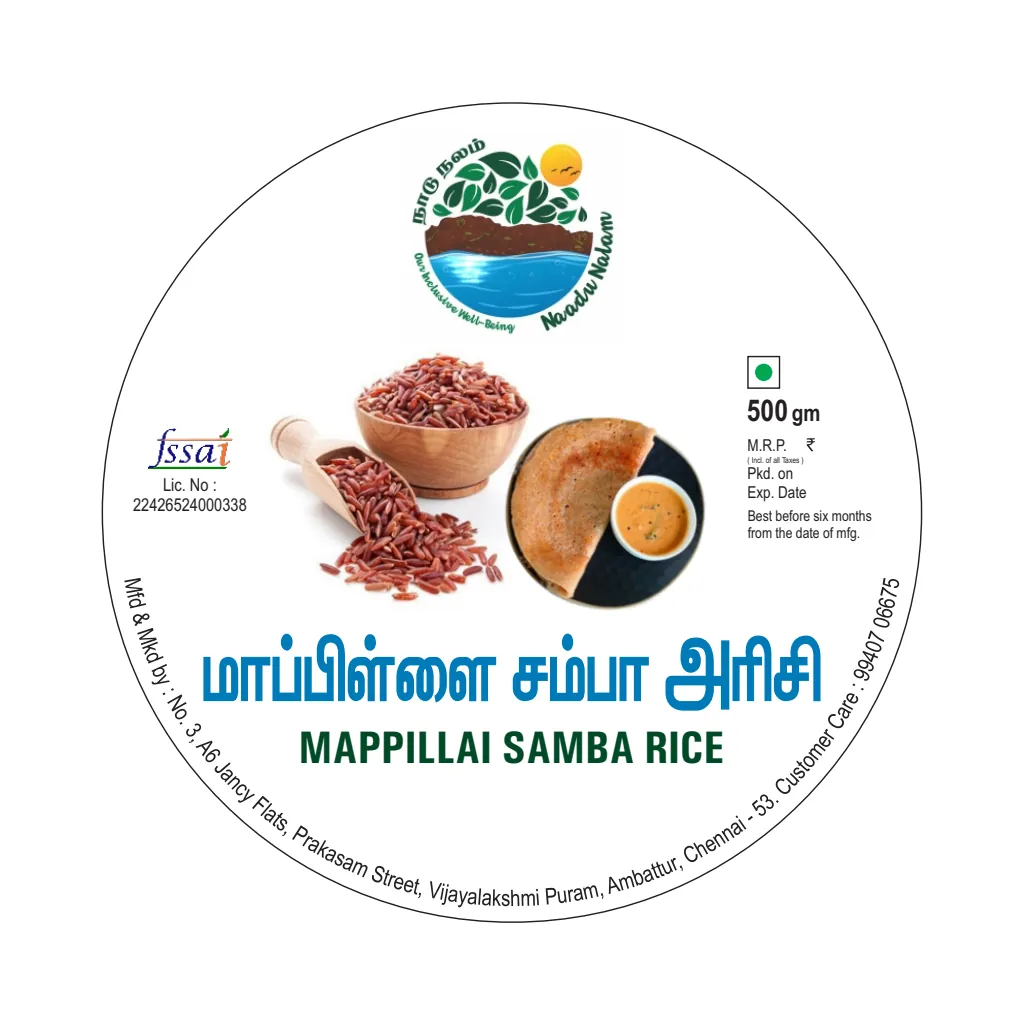 நாடு நலம்
Naadu Nalam
Our Inclusive Well-Being
fssai
Lic. No :
22426524000338
500 gm
M.R.P. ₹
( Incl. of all Taxes )
Pkd. on
Exp. Date
Best before six months
from the date of mfg.
மாப்பிள்ளை சம்பா அரிசி
MAPPILLAI SAMBA RICE
Mfd & Mkd by : No. 3, A6 Jancy Flats, Prakasam Street, Vijayalakshmi Puram, Ambattur, Chennai - 53. Customer Care : 99407 06675